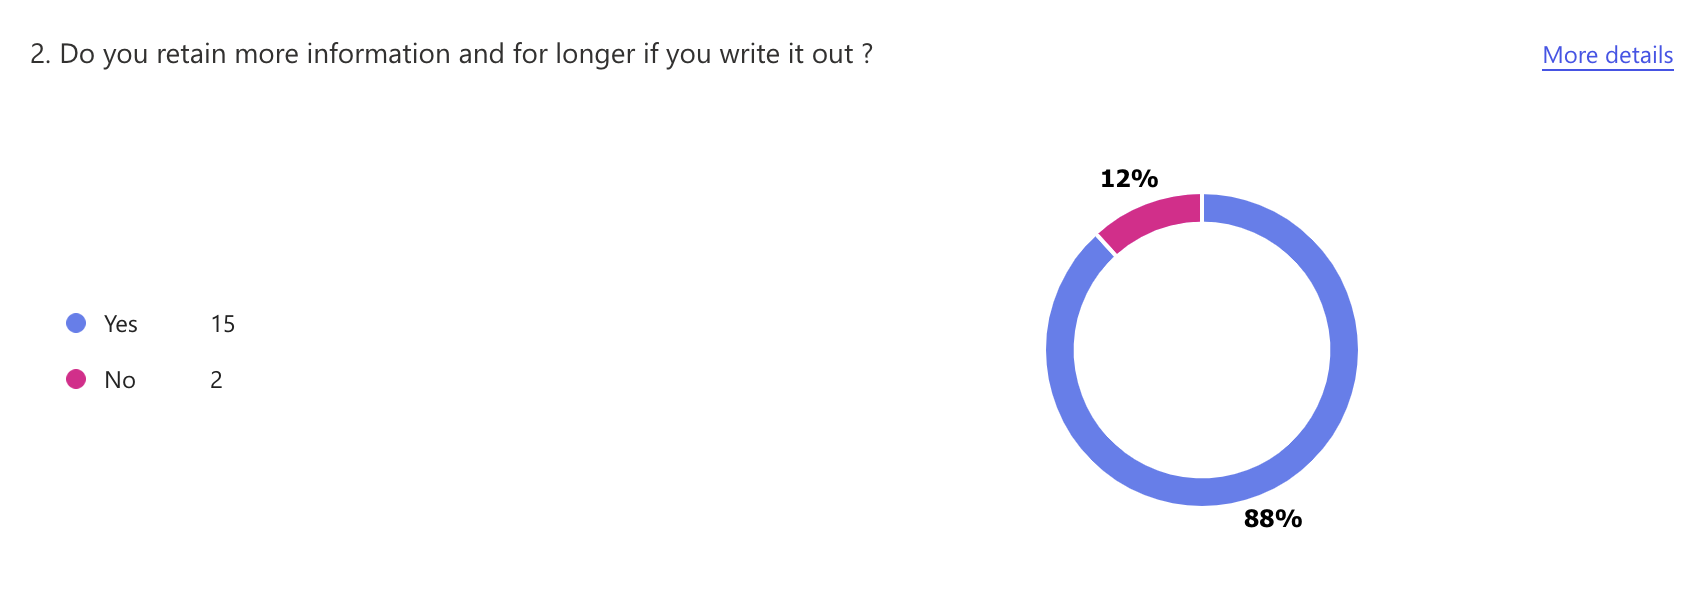 2. Do you retain more information and for longer if you write it out ?
More details
Yes 15
No 2
12%
88%